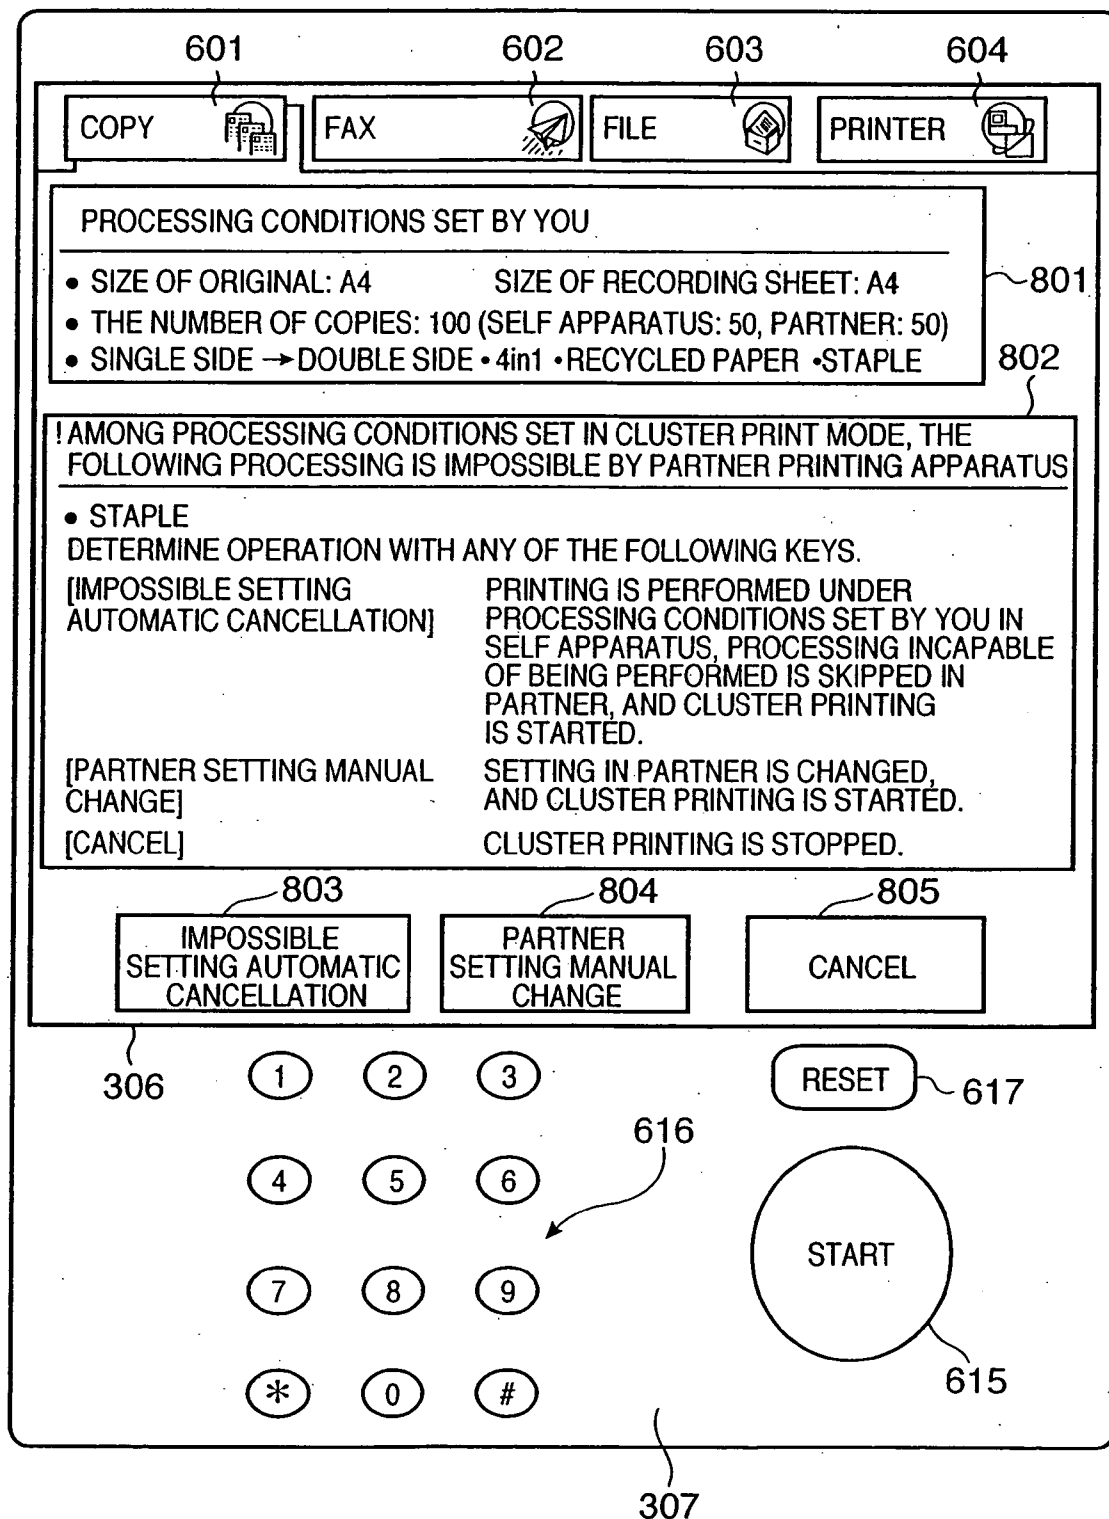 601 602 603 604
COPY FAX FILE PRINTER
PROCESSING CONDITIONS SET BY YOU
• SIZE OF ORIGINAL: A4 SIZE OF RECORDING SHEET: A4
801
• THE NUMBER OF COPIES: 100 (SELF APPARATUS: 50, PARTNER: 50)
• SINGLE SIDE → DOUBLE SIDE • 4in1 • RECYCLED PAPER • STAPLE
802
! AMONG PROCESSING CONDITIONS SET IN CLUSTER PRINT MODE, THE
FOLLOWING PROCESSING IS IMPOSSIBLE BY PARTNER PRINTING APPARATUS
• STAPLE
DETERMINE OPERATION WITH ANY OF THE FOLLOWING KEYS.
[IMPOSSIBLE SETTING
AUTOMATIC CANCELLATION]
PRINTING IS PERFORMED UNDER
PROCESSING CONDITIONS SET BY YOU IN
SELF APPARATUS, PROCESSING INCAPABLE
OF BEING PERFORMED IS SKIPPED IN
PARTNER, AND CLUSTER PRINTING
IS STARTED.
[PARTNER SETTING MANUAL
CHANGE]
SETTING IN PARTNER IS CHANGED,
AND CLUSTER PRINTING IS STARTED.
[CANCEL] CLUSTER PRINTING IS STOPPED.
803 804 805
IMPOSSIBLE
SETTING AUTOMATIC
CANCELLATION
PARTNER
SETTING MANUAL
CHANGE
CANCEL
306
1 2 3
RESET
617
616
4 5 6
START
7 8 9
615
* 0 #
307